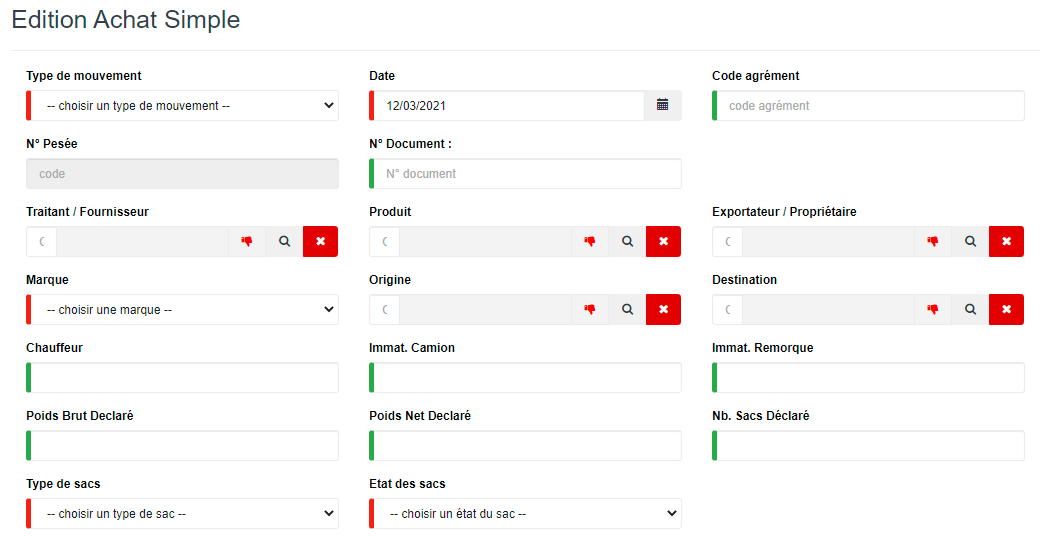 Edition Achat Simple
Type de mouvement Date Code agrément
-- choisir un type de mouvement -- 12/03/2021 code agrément
N° Pesée N° Document :
code N° document
Traitant / Fournisseur Produit Exportateur / Propriétaire
Marque Origine Destination
-- choisir une marque --
Chauffeur Immat. Camion Immat. Remorque
Poids Brut Declaré Poids Net Declaré Nb. Sacs Déclaré
Type de sacs Etat des sacs
-- choisir un type de sac -- -- choisir un état du sac --